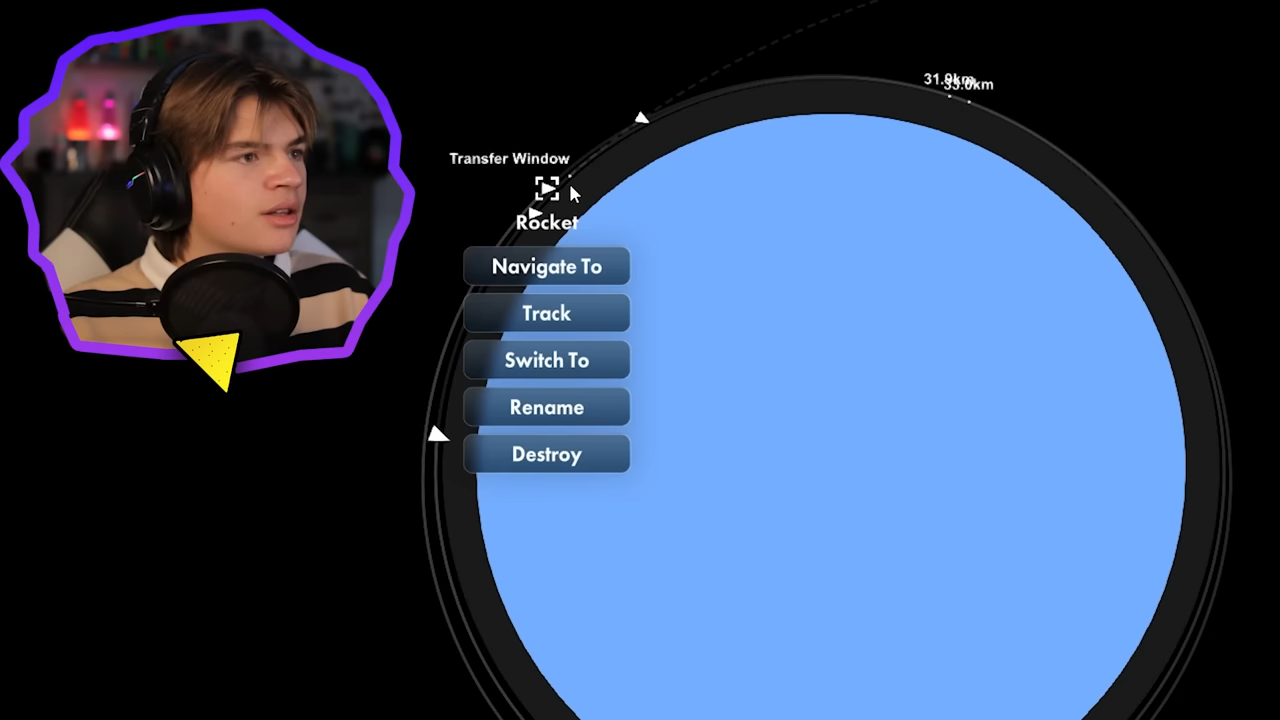 31.9km
33.0km
Transfer Window
Rocket
Navigate To
Track
Switch To
Rename
Destroy